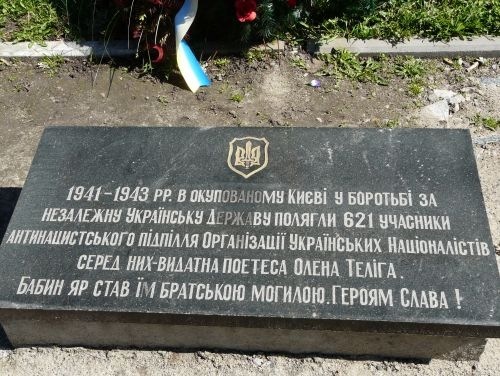 1941-1943 РР. В ОКУПОВАНОМУ КИЄВІ У БОРОТЬБІ ЗА
НЕЗАЛЕЖНУ УКРАЇНСЬКУ ДЕРЖАВУ ПОЛЯГЛИ 621 УЧАСНИКИ
АНТИНАЦИСТСЬКОГО ПІДПІЛЛЯ ОРГАНІЗАЦІЇ УКРАЇНСЬКИХ НАЦІОНАЛІСТІВ
СЕРЕД НИХ-ВИДАТНА ПОЕТЕСА ОЛЕНА ТЕЛІГА.
БАБИН ЯР СТАВ ЇМ БРАТСЬКОЮ МОГИЛОЮ. ГЕРОЯМ СЛАВА !